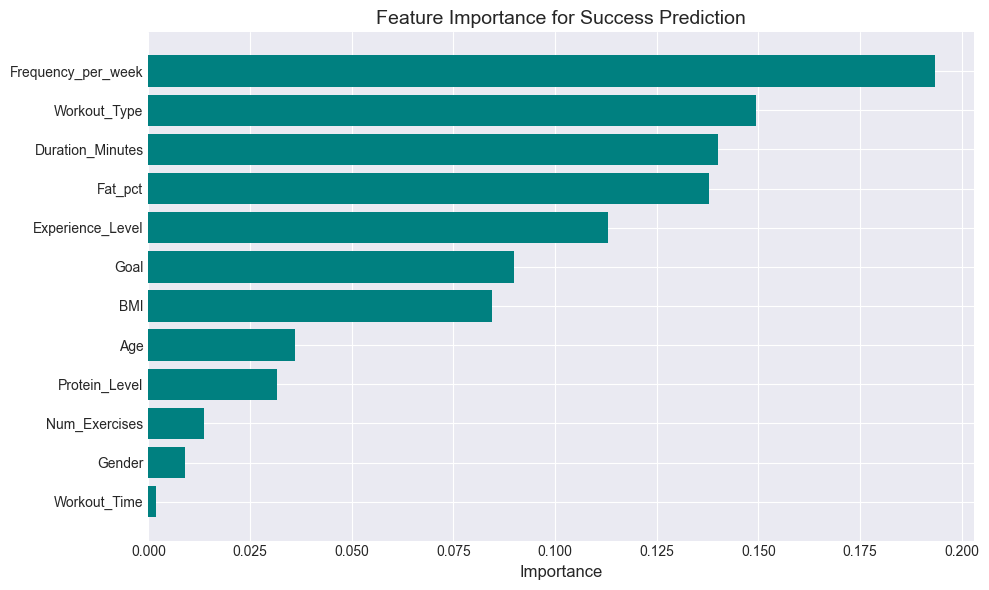 Feature Importance for Success Prediction
Frequency_per_week
Workout_Type
Duration_Minutes
Fat_pct
Experience_Level
Goal
BMI
Age
Protein_Level
Num_Exercises
Gender
Workout_Time
0.000 0.025 0.050 0.075 0.100 0.125 0.150 0.175 0.200
Importance